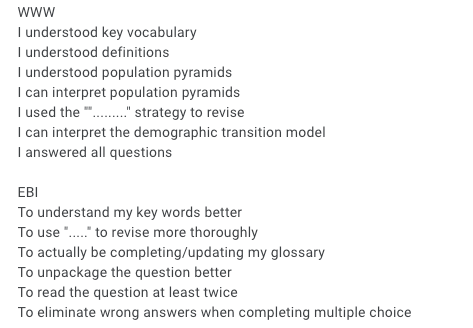 WWW
I understood key vocabulary
I understood definitions
I understood population pyramids
I can interpret population pyramids
I used the ""........." strategy to revise
I can interpret the demographic transition model
I answered all questions

EBI
To understand my key words better
To use "....." to revise more thoroughly
To actually be completing/updating my glossary
To unpackage the question better
To read the question at least twice
To eliminate wrong answers when completing multiple choice